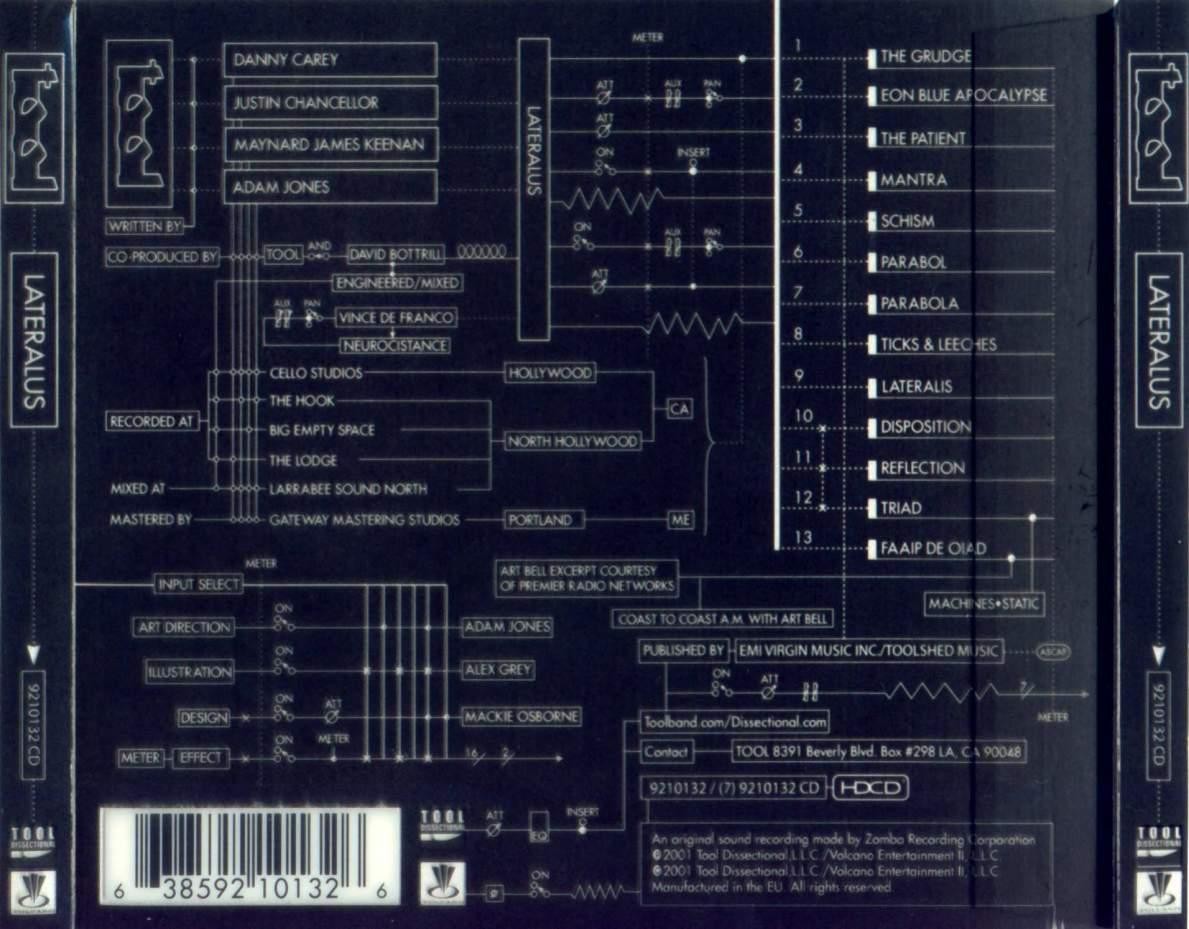 tool
LATERALUS
9210132 CD
TOOL
DISSECTIONAL
tool
DANNY CAREY
JUSTIN CHANCELLOR
MAYNARD JAMES KEENAN
ADAM JONES
WRITTEN BY
CO-PRODUCED BY
TOOL AND DAVID BOTTRILL
ENGINEERED/MIXED
AUX PAN
VINCE DE FRANCO
NEUROCISTANCE
RECORDED AT
CELLO STUDIOS
THE HOOK
BIG EMPTY SPACE
THE LODGE
HOLLYWOOD
NORTH HOLLYWOOD
CA
MIXED AT LARRABEE SOUND NORTH
MASTERED BY GATEWAY MASTERING STUDIOS PORTLAND ME
LATERALUS
METER
ATT AUX PAN
ATT
ON INSERT
ON AUX PAN
ATT
1 THE GRUDGE
2 EON BLUE APOCALYPSE
3 THE PATIENT
4 MANTRA
5 SCHISM
6 PARABOL
7 PARABOLA
8 TICKS & LEECHES
9 LATERALIS
10 DISPOSITION
11 REFLECTION
12 TRIAD
13 FAAIP DE OIAD
METER
INPUT SELECT
ART DIRECTION ON ADAM JONES
ILLUSTRATION ON ALEX GREY
DESIGN ON ATT MACKIE OSBORNE
METER EFFECT ON METER 16 2
ART BELL EXCERPT COURTESY
OF PREMIER RADIO NETWORKS
COAST TO COAST A.M. WITH ART BELL
MACHINES•STATIC
PUBLISHED BY EMI VIRGIN MUSIC INC./TOOLSHED MUSIC ASCAP
ON ATT 2
METER
Toolband.com/Dissectional.com
Contact TOOL 8391 Beverly Blvd. Box #298 LA, CA 90048
9210132 / (7) 9210132 CD HDCD
6 38592 10132 6
TOOL
DISSECTIONAL
ATT EQ INSERT
ON
An original sound recording made by Zomba Recording Corporation
℗2001 Tool Dissectional,L.L.C./Volcano Entertainment II, L.L.C
©2001 Tool Dissectional,L.L.C./Volcano Entertainment II, L.L.C
Manufactured in the EU. All rights reserved.
tool
LATERALUS
9210132 CD
TOOL
DISSECTIONAL